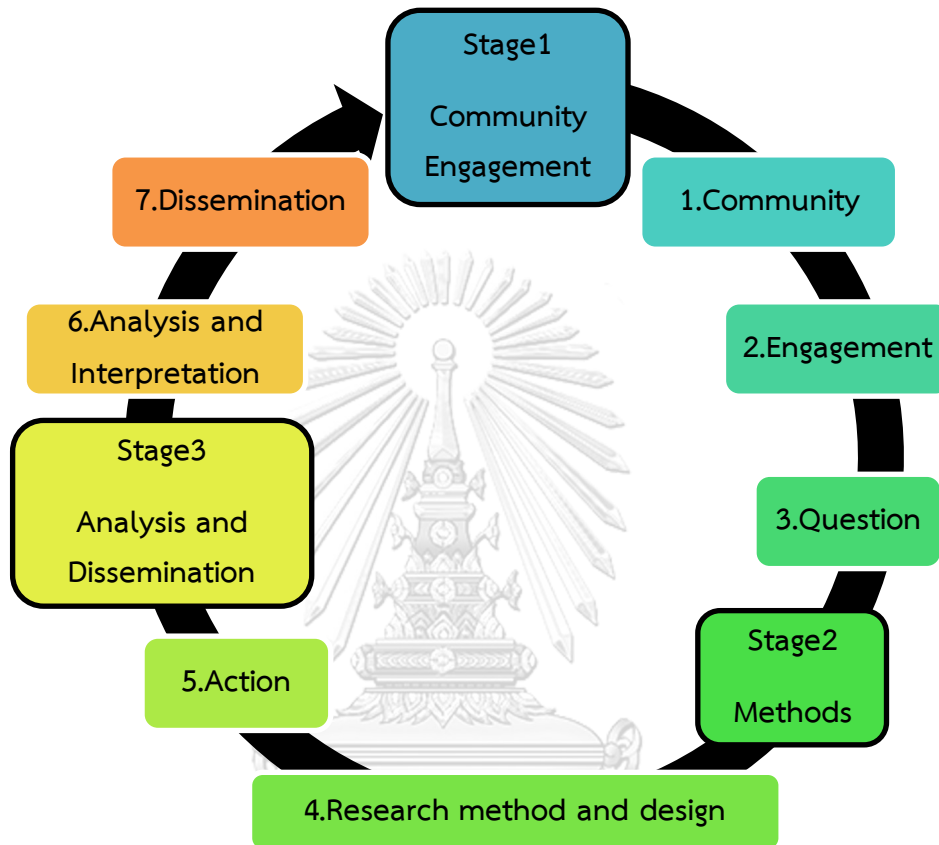 Stage1
Community
Engagement
1.Community
2.Engagement
3.Question
Stage2
Methods
4.Research method and design
5.Action
Stage3
Analysis and
Dissemination
6.Analysis and
Interpretation
7.Dissemination